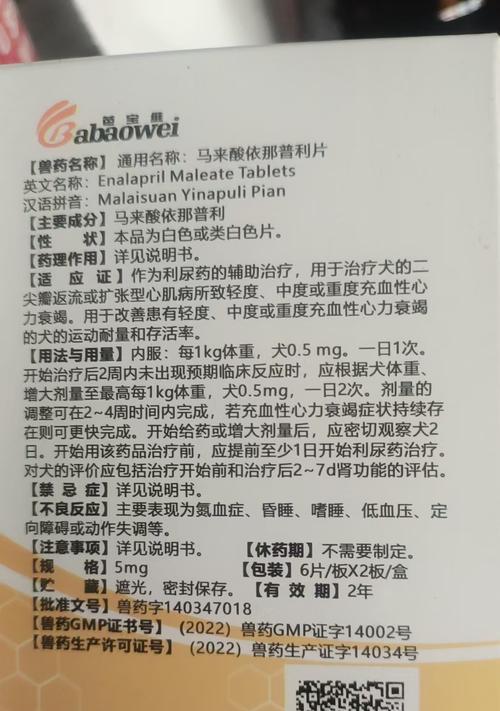 芭宝维
Babaowei
【兽药名称】通用名称：马来酸依那普利片
英文名称：Enalapril Maleate Tablets
汉语拼音：Malaisuan Yinapuli Pian
【主要成分】马来酸依那普利
【性 状】本品为白色或类白色片。
【药理作用】详见说明书。
【适 应 证】作为利尿药的辅助治疗，用于治疗犬的二
尖瓣返流或扩张型心肌病所致轻度、中度或重度充血性心
力衰竭。用于改善患有轻度、中度或重度充血性心力衰竭
的犬的运动耐量和存活率。
【用法与用量】内服：每1kg体重，犬0.5 mg。一日1次。
开始治疗后2周内未出现预期临床反应时，应根据犬体重、
增大剂量至最高每1kg体重，犬0.5mg，一日2次。剂量的
调整可在2~4周时间内完成，若充血性心力衰竭症状持续存
在则可更快完成。开始给药或增大剂量后，应密切观察犬2
日。开始用该药品治疗前，应提前至少1日开始利尿药治疗。
对犬的评价应包括治疗开始前和治疗后2~7d肾功能的评估。
【禁 忌 症】详见说明书。
【不良反应】主要表现为氮血症、昏睡、嗜睡、低血压、定
向障碍或动作失调等。
【注意事项】详见说明书。 【休药期】不需要制定。
【规 格】5mg 【包装】6片/板X2板/盒
【贮 藏】遮光，密封保存。【有 效 期】2年
【批准文号】兽药字140347018
【兽药GMP证书号】（2022）兽药GMP证字14002号
【兽药生产许可证号】（2022）兽药生产证字14034号